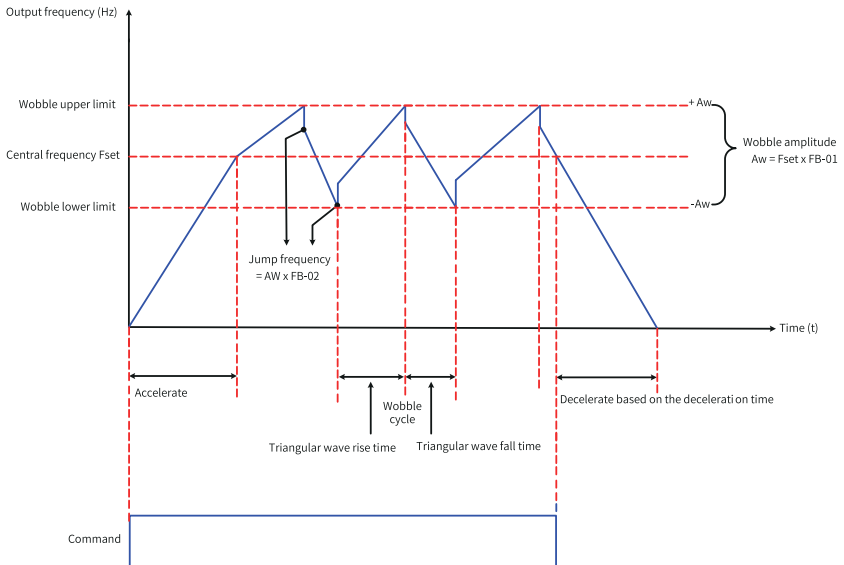 Output frequency (Hz)
Wobble upper limit
+ Aw
Central frequency Fset
Wobble amplitude
Aw = Fset x FB-01
Wobble lower limit
-Aw
Jump frequency
= AW x FB-02
Time (t)
Accelerate
Wobble
cycle
Decelerate based on the deceleration time
Triangular wave rise time
Triangular wave fall time
Command